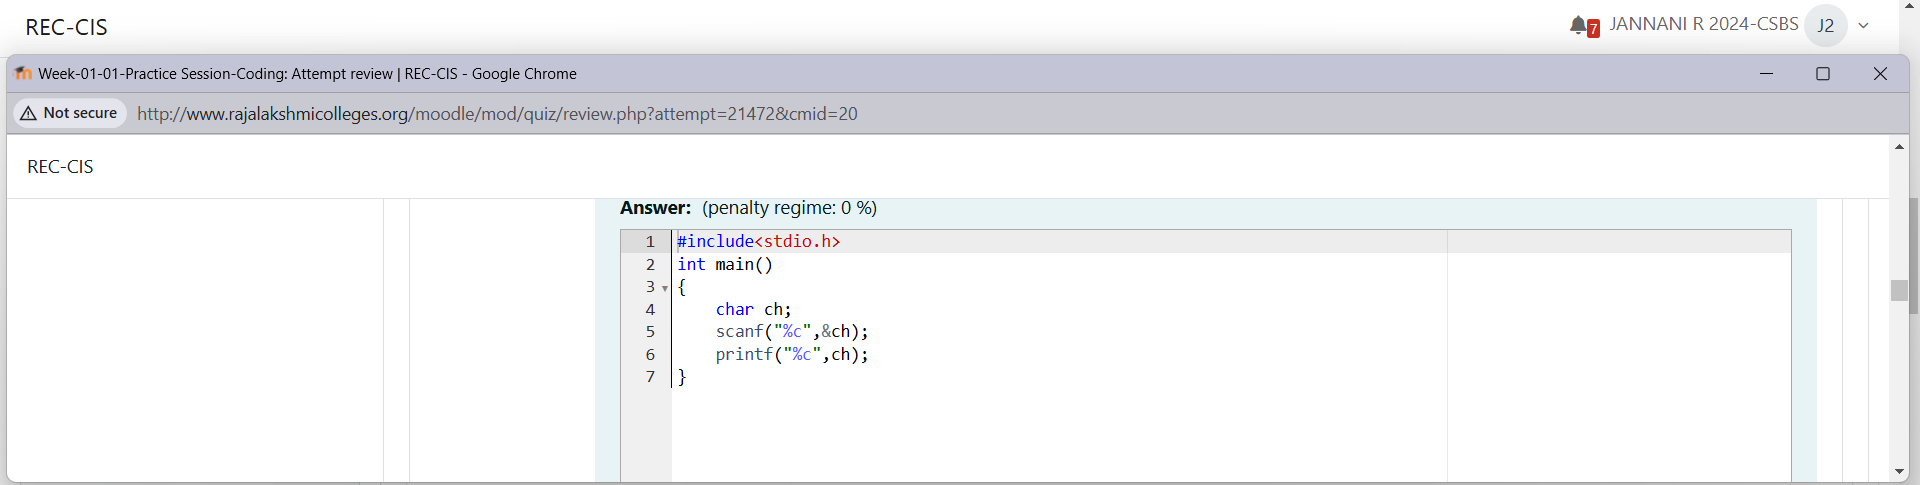 REC-CIS
7 JANNANI R 2024-CSBS J2
Week-01-01-Practice Session-Coding: Attempt review | REC-CIS - Google Chrome
Not secure http://www.rajalakshmicolleges.org/moodle/mod/quiz/review.php?attempt=21472&cmid=20
REC-CIS
Answer: (penalty regime: 0 %)
1 #include<stdio.h>
2 int main()
3 {
4 char ch;
5 scanf("%c",&ch);
6 printf("%c",ch);
7 }